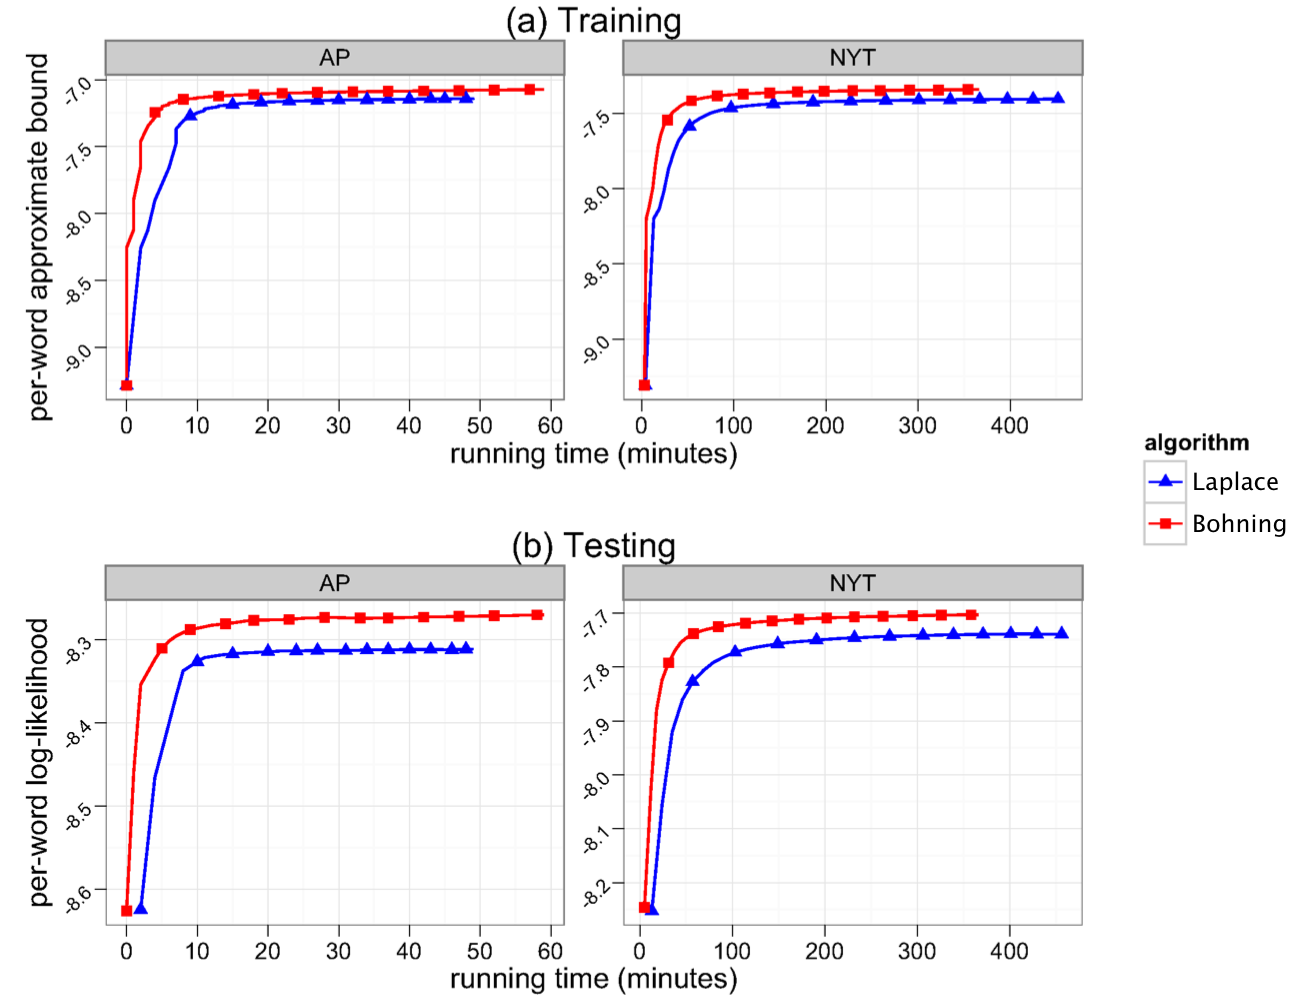 (a) Training
AP
NYT
per-word approximate bound
-7.0
-7.5
-8.0
-8.5
-9.0
-7.5
-8.0
-8.5
-9.0
0 10 20 30 40 50 60
0 100 200 300 400
running time (minutes)
algorithm
Laplace
Bohning
(b) Testing
AP
NYT
per-word log-likelihood
-8.3
-8.4
-8.5
-8.6
-7.7
-7.8
-7.9
-8.0
-8.1
-8.2
0 10 20 30 40 50 60
0 100 200 300 400
running time (minutes)